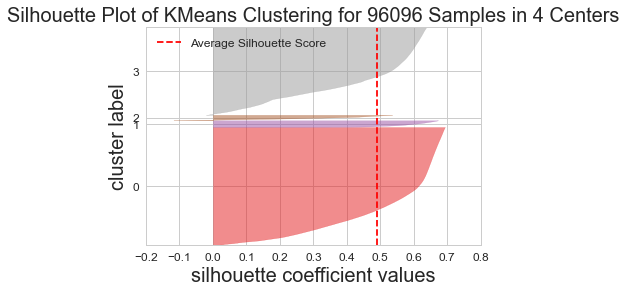 Silhouette Plot of KMeans Clustering for 96096 Samples in 4 Centers
Average Silhouette Score
cluster label
3
2
1
0
−0.2 −0.1 0.0 0.1 0.2 0.3 0.4 0.5 0.6 0.7 0.8
silhouette coefficient values